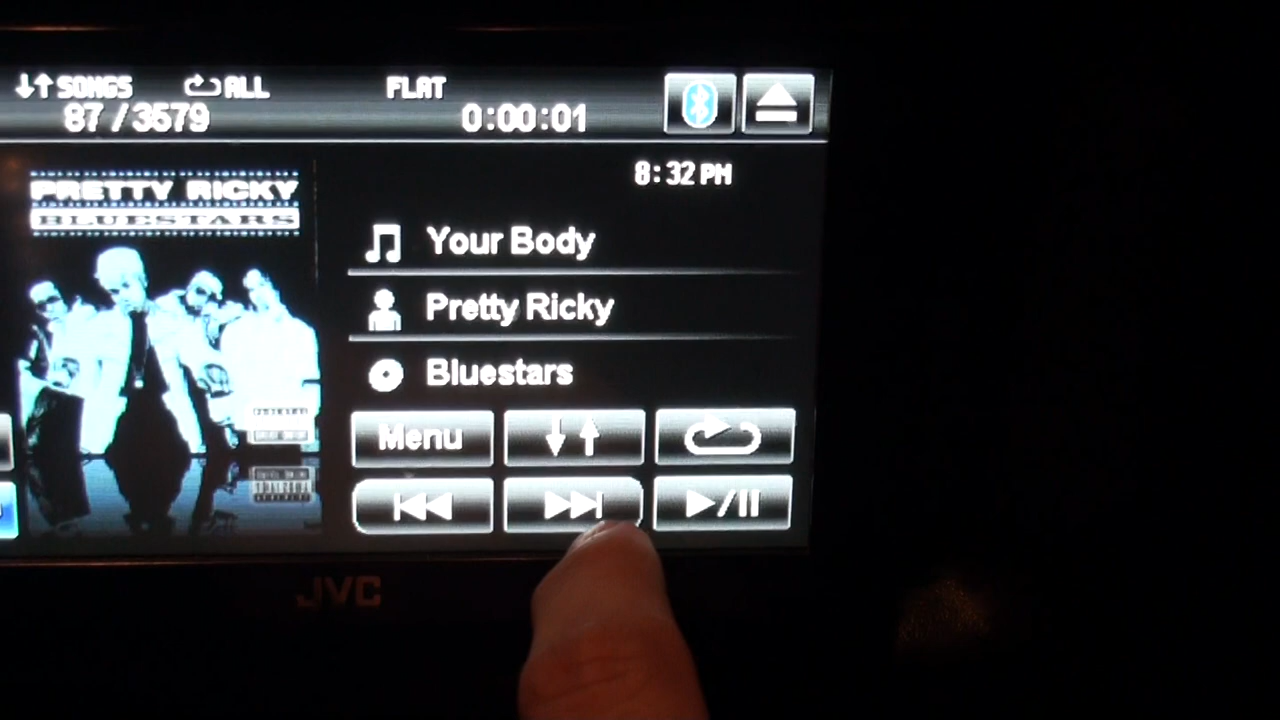 SONGS ALL FLAT
87/3579 0:00:01
8:32 PM
PRETTY RICKY
BLUESTARS
Your Body
Pretty Ricky
Bluestars
Menu
JVC